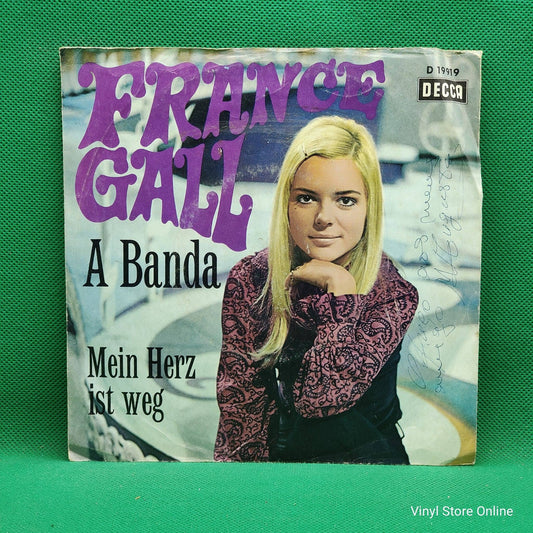 FRANCE
GALL
D 19919
DECCA
A Banda
Mein Herz
ist weg
Vinyl Store Online